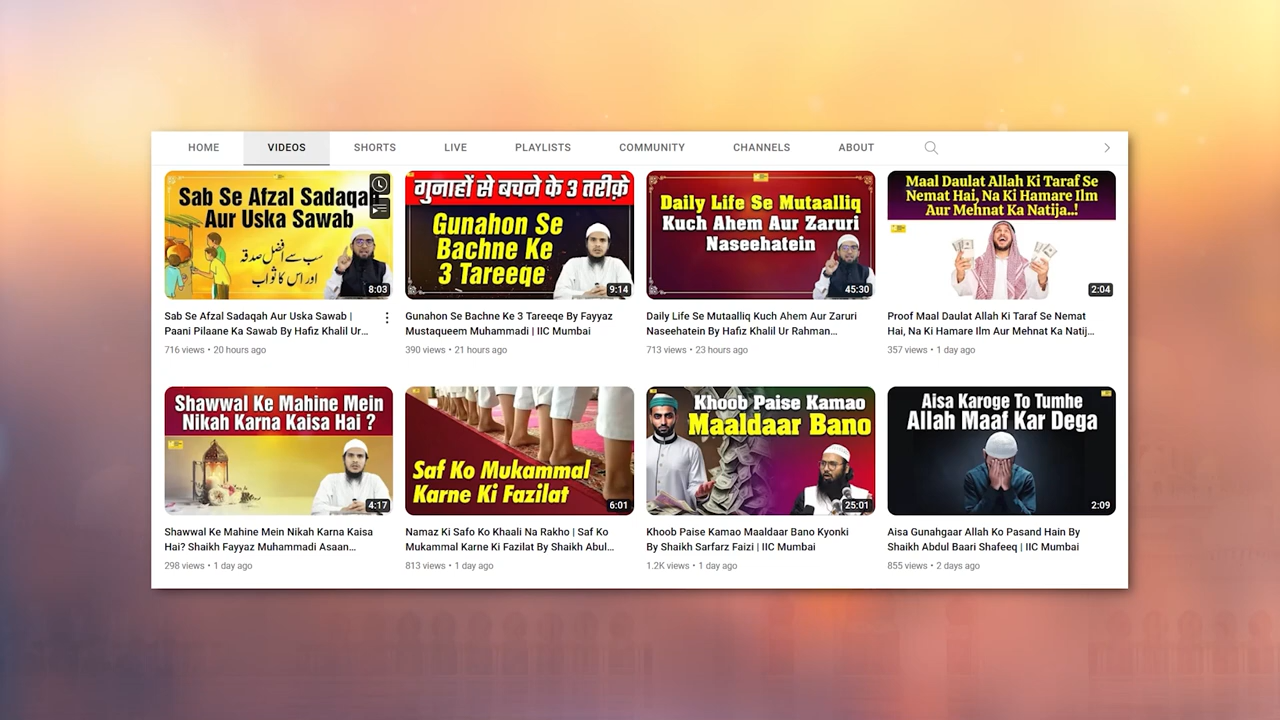 HOME VIDEOS SHORTS LIVE PLAYLISTS COMMUNITY CHANNELS ABOUT
Sab Se Afzal Sadaqah
Aur Uska Sawab
سب سے افضل صدقہ
اور اس کا ثواب
8:03
Sab Se Afzal Sadaqah Aur Uska Sawab |
Paani Pilaane Ka Sawab By Hafiz Khalil Ur...
716 views • 20 hours ago
गुनाहों से बचने के 3 तरीक़े
Gunahon Se
Bachne Ke
3 Tareeqe
9:14
Gunahon Se Bachne Ke 3 Tareeqe By Fayyaz
Mustaqueem Muhammadi | IIC Mumbai
390 views • 21 hours ago
Daily Life Se Mutaalliq
Kuch Ahem Aur Zaruri
Naseehatein
45:30
Daily Life Se Mutaalliq Kuch Ahem Aur Zaruri
Naseehatein By Hafiz Khalil Ur Rahman...
713 views • 23 hours ago
Maal Daulat Allah Ki Taraf Se
Nemat Hai, Na Ki Hamare Ilm
Aur Mehnat Ka Natija..!
2:04
Proof Maal Daulat Allah Ki Taraf Se Nemat
Hai, Na Ki Hamare Ilm Aur Mehnat Ka Natij...
357 views • 1 day ago
Shawwal Ke Mahine Mein
Nikah Karna Kaisa Hai ?
4:17
Shawwal Ke Mahine Mein Nikah Karna Kaisa
Hai? Shaikh Fayyaz Muhammadi Asaan...
298 views • 1 day ago
Saf Ko Mukammal
Karne Ki Fazilat
6:01
Namaz Ki Safo Ko Khaali Na Rakho | Saf Ko
Mukammal Karne Ki Fazilat By Shaikh Abul...
813 views • 1 day ago
Khoob Paise Kamao
Maaldaar Bano
25:01
Khoob Paise Kamao Maaldaar Bano Kyonki
By Shaikh Sarfarz Faizi | IIC Mumbai
1.2K views • 1 day ago
Aisa Karoge To Tumhe
Allah Maaf Kar Dega
2:09
Aisa Gunahgaar Allah Ko Pasand Hain By
Shaikh Abdul Baari Shafeeq | IIC Mumbai
855 views • 2 days ago